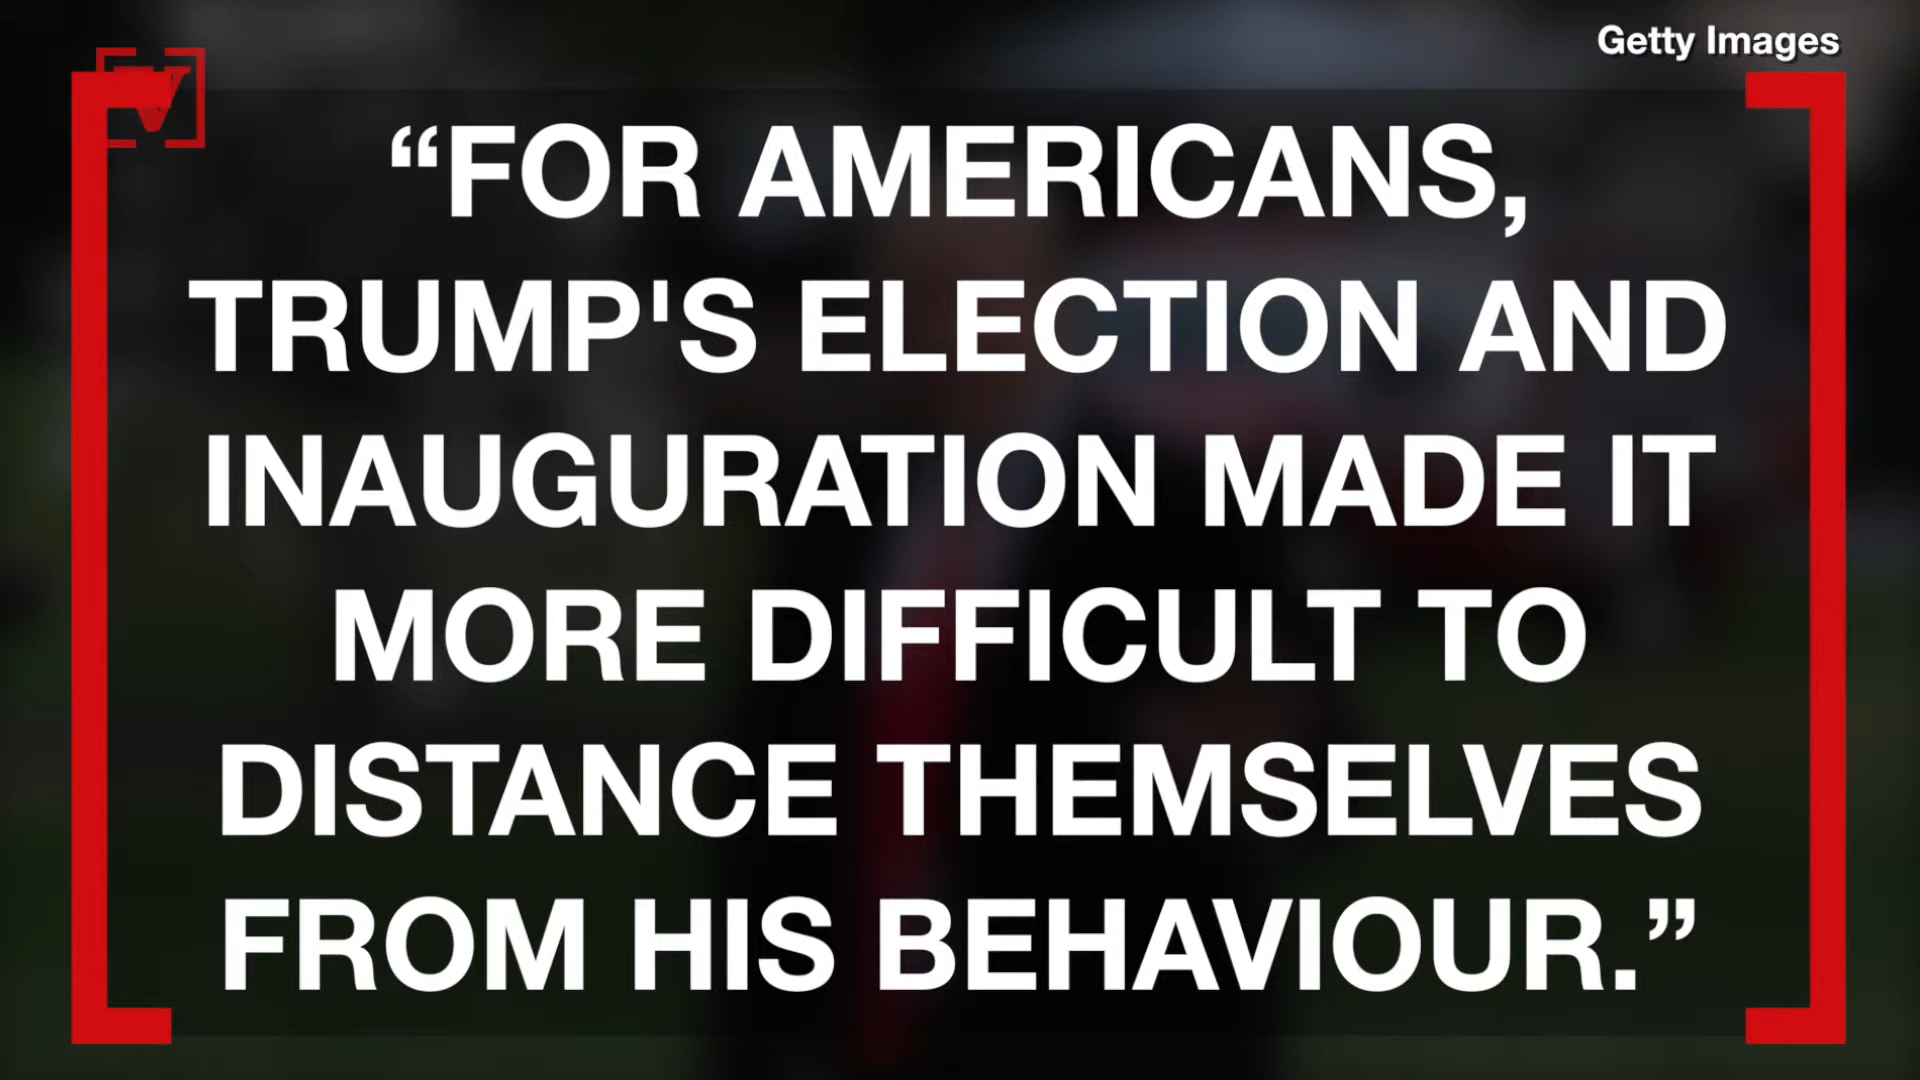 Getty Images
V
“FOR AMERICANS,
TRUMP'S ELECTION AND
INAUGURATION MADE IT
MORE DIFFICULT TO
DISTANCE THEMSELVES
FROM HIS BEHAVIOUR.”